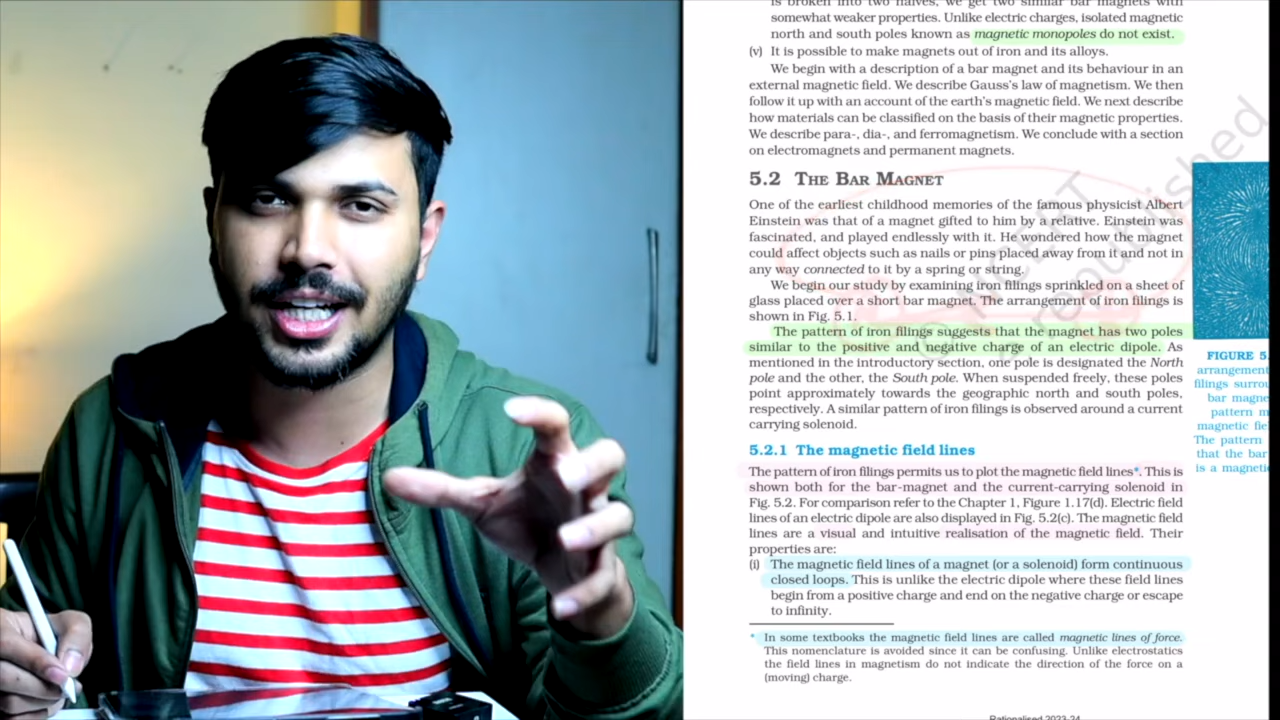 is broken into two halves, we get two similar bar magnets with
somewhat weaker properties. Unlike electric charges, isolated magnetic
north and south poles known as magnetic monopoles do not exist.
(v) It is possible to make magnets out of iron and its alloys.
We begin with a description of a bar magnet and its behaviour in an
external magnetic field. We describe Gauss's law of magnetism. We then
follow it up with an account of the earth's magnetic field. We next describe
how materials can be classified on the basis of their magnetic properties.
We describe para-, dia-, and ferromagnetism. We conclude with a section
on electromagnets and permanent magnets.
5.2 THE BAR MAGNET
One of the earliest childhood memories of the famous physicist Albert
Einstein was that of a magnet gifted to him by a relative. Einstein was
fascinated, and played endlessly with it. He wondered how the magnet
could affect objects such as nails or pins placed away from it and not in
any way connected to it by a spring or string.
We begin our study by examining iron filings sprinkled on a sheet of
glass placed over a short bar magnet. The arrangement of iron filings is
shown in Fig. 5.1.
The pattern of iron filings suggests that the magnet has two poles
similar to the positive and negative charge of an electric dipole. As
mentioned in the introductory section, one pole is designated the North
pole and the other, the South pole. When suspended freely, these poles
point approximately towards the geographic north and south poles,
respectively. A similar pattern of iron filings is observed around a current
carrying solenoid.
5.2.1 The magnetic field lines
The pattern of iron filings permits us to plot the magnetic field lines*. This is
shown both for the bar-magnet and the current-carrying solenoid in
Fig. 5.2. For comparison refer to the Chapter 1, Figure 1.17(d). Electric field
lines of an electric dipole are also displayed in Fig. 5.2(c). The magnetic field
lines are a visual and intuitive realisation of the magnetic field. Their
properties are:
(i) The magnetic field lines of a magnet (or a solenoid) form continuous
closed loops. This is unlike the electric dipole where these field lines
begin from a positive charge and end on the negative charge or escape
to infinity.
* In some textbooks the magnetic field lines are called magnetic lines of force.
This nomenclature is avoided since it can be confusing. Unlike electrostatics
the field lines in magnetism do not indicate the direction of the force on a
(moving) charge.
Rationalised 2023-24
FIGURE 5.
arrangement
filings surrou
bar magne
pattern m
magnetic fie
The pattern
that the bar
is a magneti
NCERT
republished